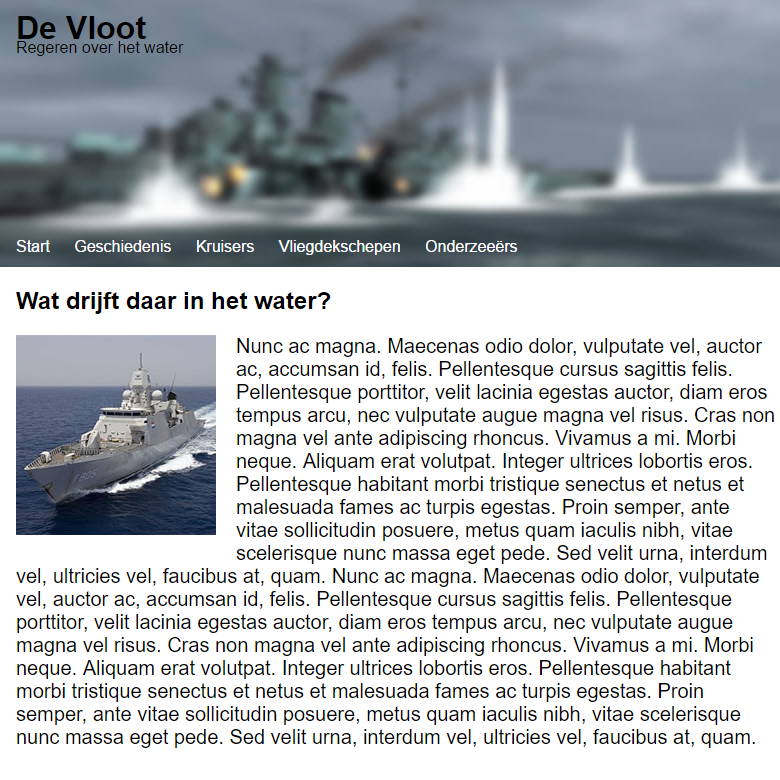 De Vloot
Regeren over het water
Start Geschiedenis Kruisers Vliegdekschepen Onderzeeërs
Wat drijft daar in het water?
Nunc ac magna. Maecenas odio dolor, vulputate vel, auctor
ac, accumsan id, felis. Pellentesque cursus sagittis felis.
Pellentesque porttitor, velit lacinia egestas auctor, diam eros
tempus arcu, nec vulputate augue magna vel risus. Cras non
magna vel ante adipiscing rhoncus. Vivamus a mi. Morbi
neque. Aliquam erat volutpat. Integer ultrices lobortis eros.
Pellentesque habitant morbi tristique senectus et netus et
malesuada fames ac turpis egestas. Proin semper, ante
vitae sollicitudin posuere, metus quam iaculis nibh, vitae
scelerisque nunc massa eget pede. Sed velit urna, interdum
vel, ultricies vel, faucibus at, quam. Nunc ac magna. Maecenas odio dolor, vulputate
vel, auctor ac, accumsan id, felis. Pellentesque cursus sagittis felis. Pellentesque
porttitor, velit lacinia egestas auctor, diam eros tempus arcu, nec vulputate augue
magna vel risus. Cras non magna vel ante adipiscing rhoncus. Vivamus a mi. Morbi
neque. Aliquam erat volutpat. Integer ultrices lobortis eros. Pellentesque habitant
morbi tristique senectus et netus et malesuada fames ac turpis egestas. Proin
semper, ante vitae sollicitudin posuere, metus quam iaculis nibh, vitae scelerisque
nunc massa eget pede. Sed velit urna, interdum vel, ultricies vel, faucibus at, quam.